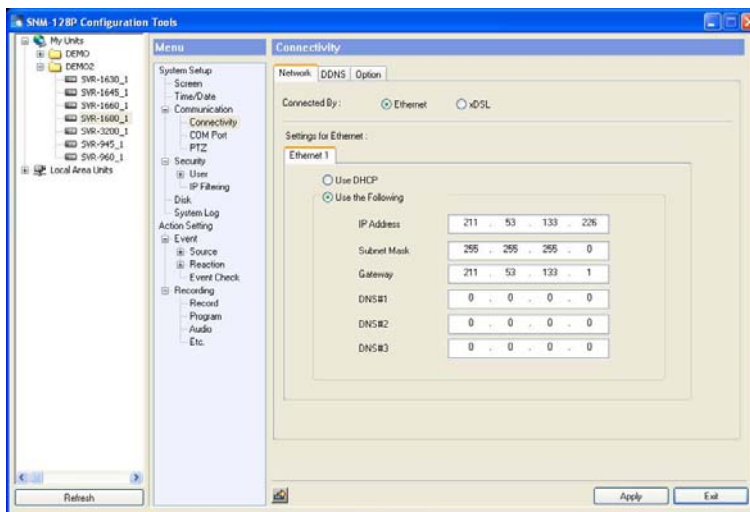 SNM-128P Configuration Tools
My Units
DEMO
DEMO2
SVR-1630_1
SVR-1645_1
SVR-1660_1
SVR-1600_1
SVR-3200_1
SVR-945_1
SVR-960_1
Local Area Units
Refresh
Menu
System Setup
Screen
Time/Date
Communication
Connectivity
COM Port
PTZ
Security
User
IP Filtering
Disk
System Log
Action Setting
Event
Source
Reaction
Event Check
Recording
Record
Program
Audio
Etc.
Connectivity
Network DDNS Option
Connected By : Ethernet xDSL
Settings for Ethernet :
Ethernet 1
Use DHCP
Use the Following
IP Address 211 . 53 . 133 . 226
Subnet Mask 255 . 255 . 255 . 0
Gateway 211 . 53 . 133 . 1
DNS#1 0 . 0 . 0 . 0
DNS#2 0 . 0 . 0 . 0
DNS#3 0 . 0 . 0 . 0
Apply Exit